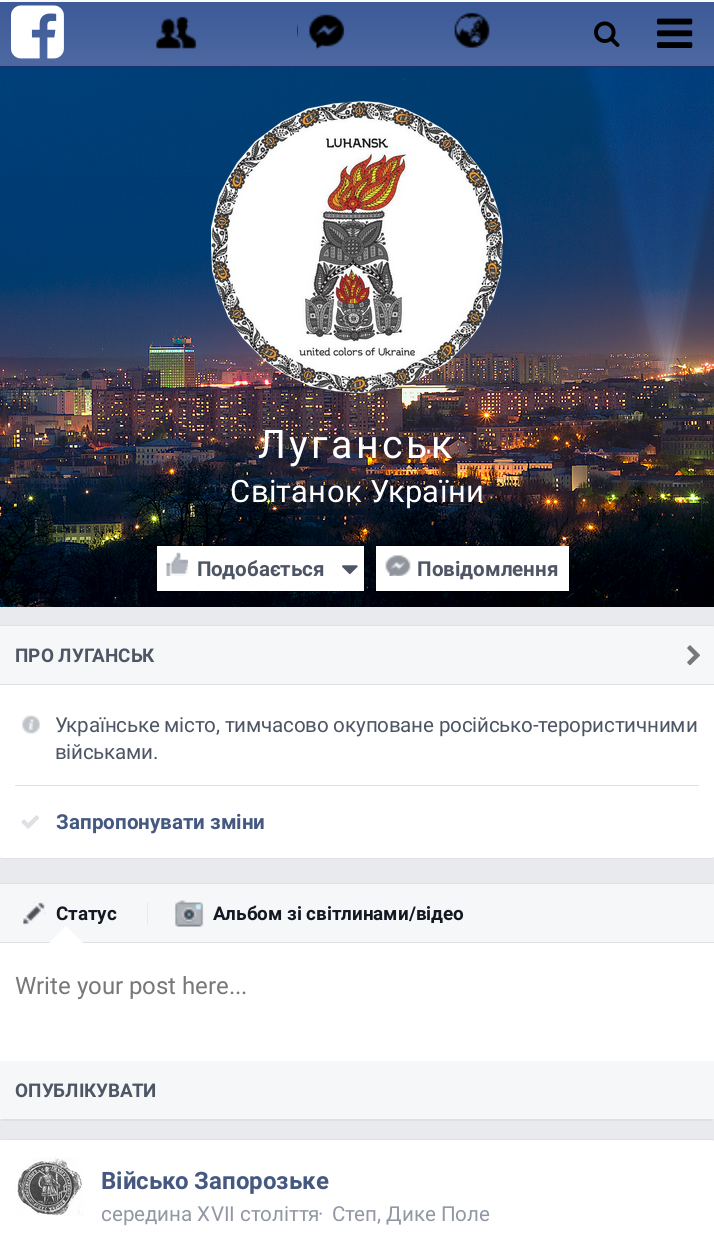 LUHANSK
united colors of Ukraine
Луганськ
Світанок України
Подобається
Повідомлення
ПРО ЛУГАНСЬК
Українське місто, тимчасово окуповане російсько-терористичними
військами.
Запропонувати зміни
Статус
Альбом зі світлинами/відео
Write your post here...
ОПУБЛІКУВАТИ
Військо Запорозьке
середина XVII століття· Степ, Дике Поле